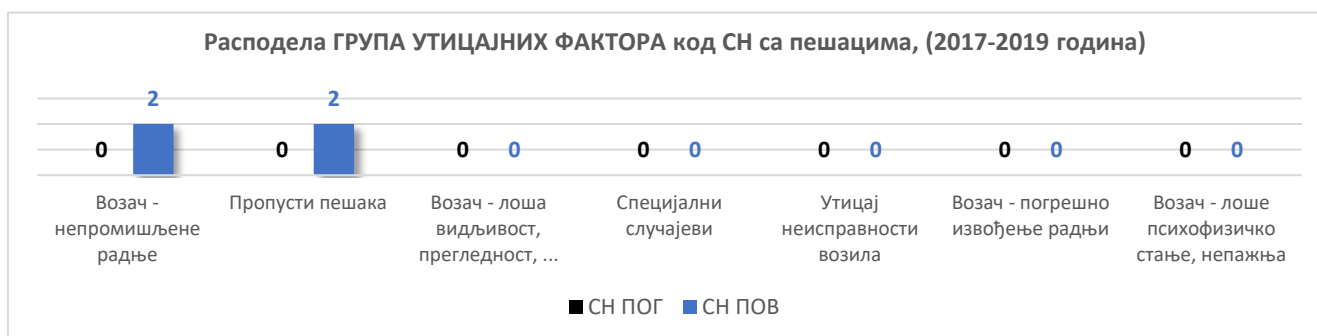 Расподела ГРУПА УТИЦАЈНИХ ФАКТОРА код СН са пешацима, (2017-2019 година)
2 2
0 0 0 0 0 0 0 0 0 0 0 0
Возач -
непромишљене
радње
Пропусти пешака
Возач - лоша
видљивост,
прегледност, ...
Специјални
случајеви
Утицај
неисправности
возила
Возач - погрешно
извођење радњи
Возач - лоше
психофизичко
стање, непажња
СН ПОГ СН ПОВ